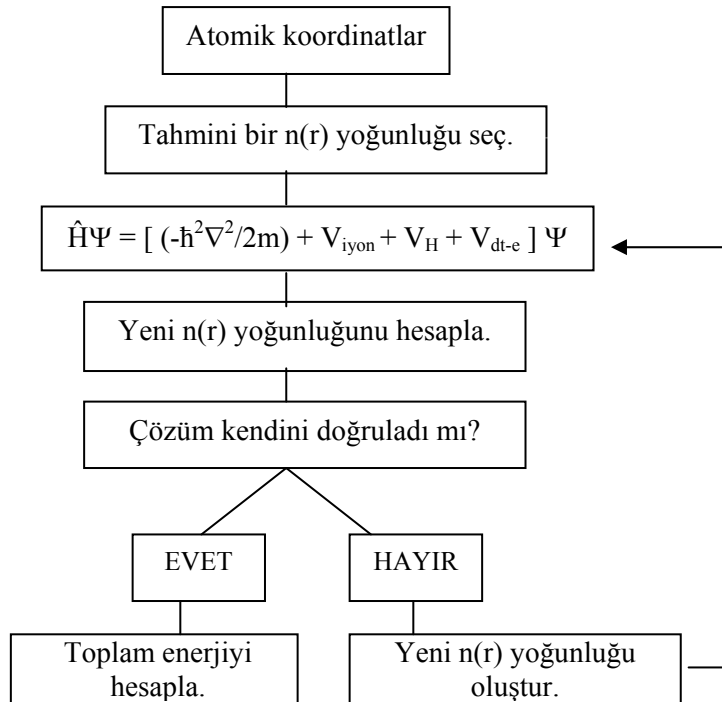 Atomik koordinatlar
Tahmini bir n(r) yoğunluğu seç.
ĤΨ = [ (-ħ²∇²/2m) + V_iyon + V_H + V_dt-e ] Ψ
Yeni n(r) yoğunluğunu hesapla.
Çözüm kendini doğruladı mı?
EVET
HAYIR
Toplam enerjiyi
hesapla.
Yeni n(r) yoğunluğu
oluştur.